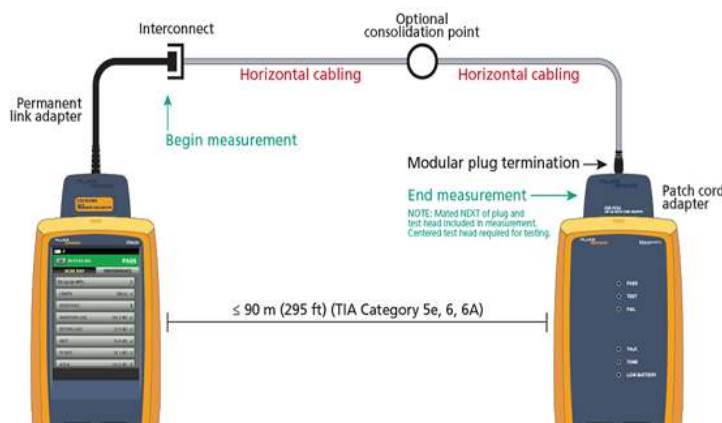 Interconnect
Optional
consolidation point
Horizontal cabling
Horizontal cabling
Permanent
link adapter
Begin measurement
Modular plug termination
End measurement
Patch cord
adapter
NOTE: Mated NEXT of plug and
test head included in measurement.
Centered test head required for testing.
PASS
≤ 90 m (295 ft) (TIA Category 5e, 6, 6A)
PASS
TEST
FAIL
TALK
TONE
LOW BATTERY